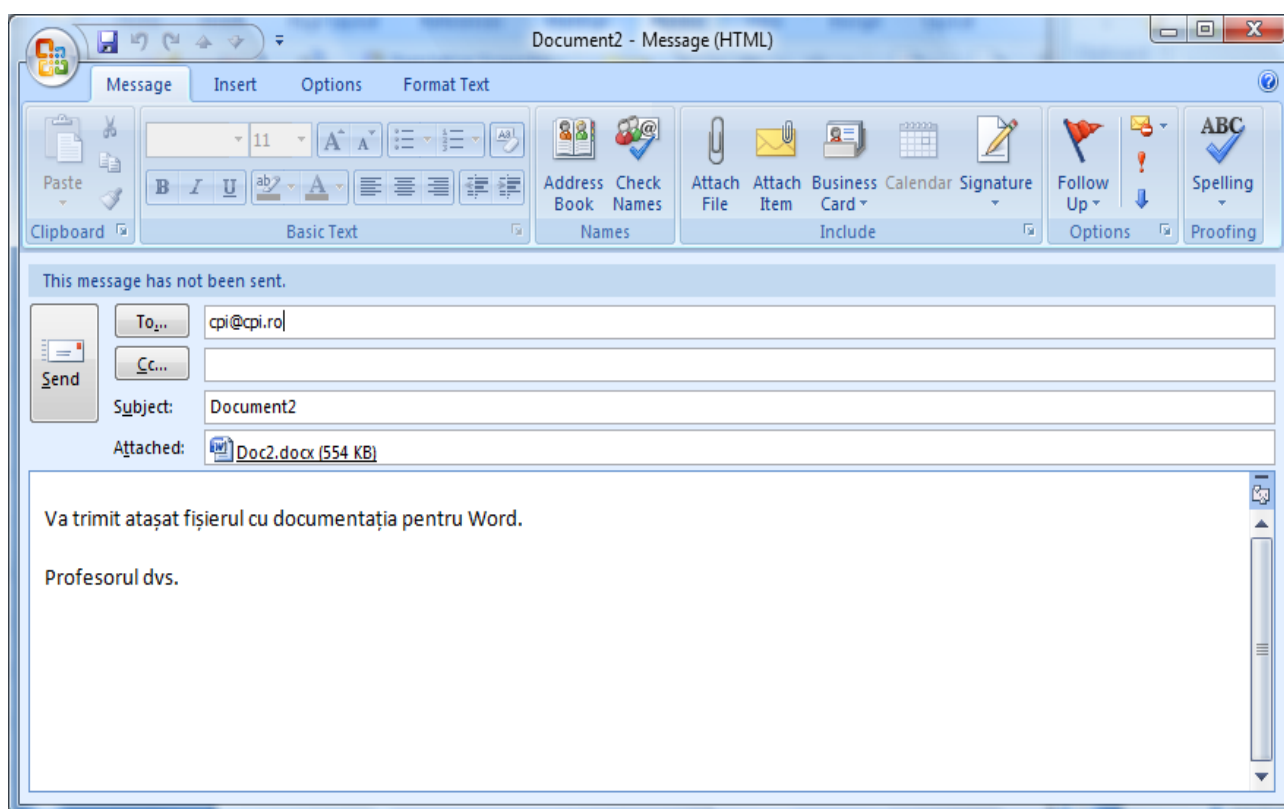 Document2 - Message (HTML)
Message Insert Options Format Text
11
Paste
B I U
Address Book
Check Names
Attach File
Attach Item
Business Card
Calendar
Signature
Follow Up
ABC
Spelling
Clipboard Basic Text Names Include Options Proofing
This message has not been sent.
Send
To... cpi@cpi.ro
Cc...
Subject: Document2
Attached: Doc2.docx (554 KB)
Va trimit atașat fișierul cu documentația pentru Word.
Profesorul dvs.